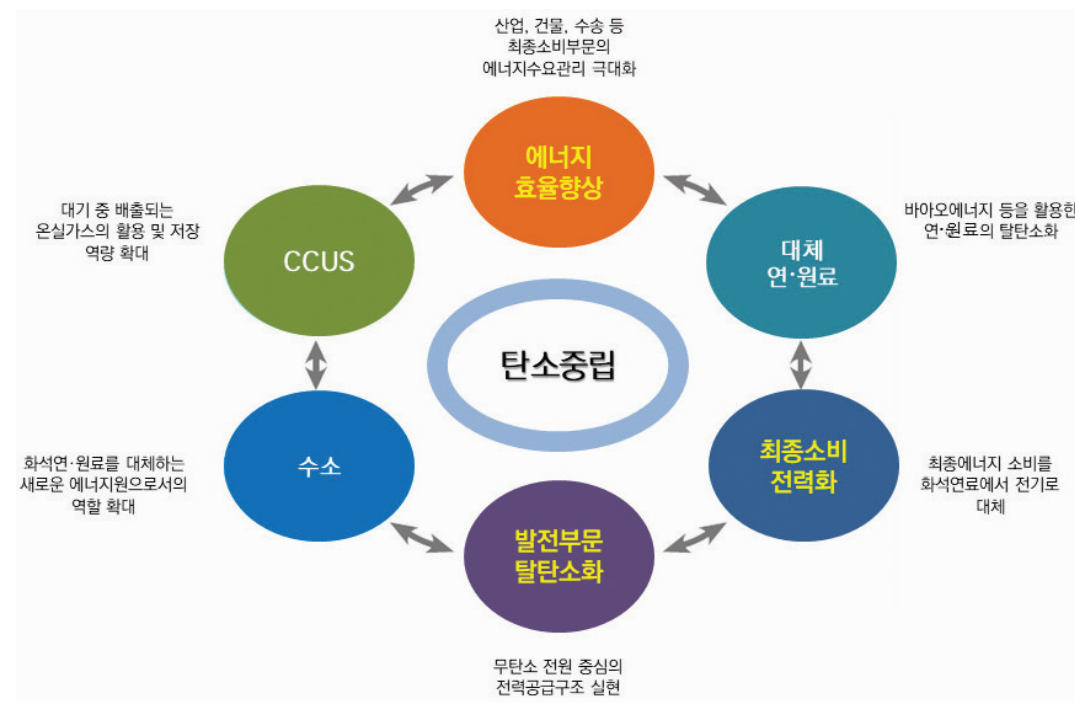 산업, 건물, 수송 등
최종소비부문의
에너지수요관리 극대화
에너지
효율향상
대기 중 배출되는
온실가스의 활용 및 저장
역량 확대
CCUS
바아오에너지 등을 활용한
연·원료의 탈탄소화
대체
연·원료
탄소중립
화석연·원료를 대체하는
새로운 에너지원으로서의
역할 확대
수소
최종소비
전력화
최종에너지 소비를
화석연료에서 전기로
대체
발전부문
탈탄소화
무탄소 전원 중심의
전력공급구조 실현